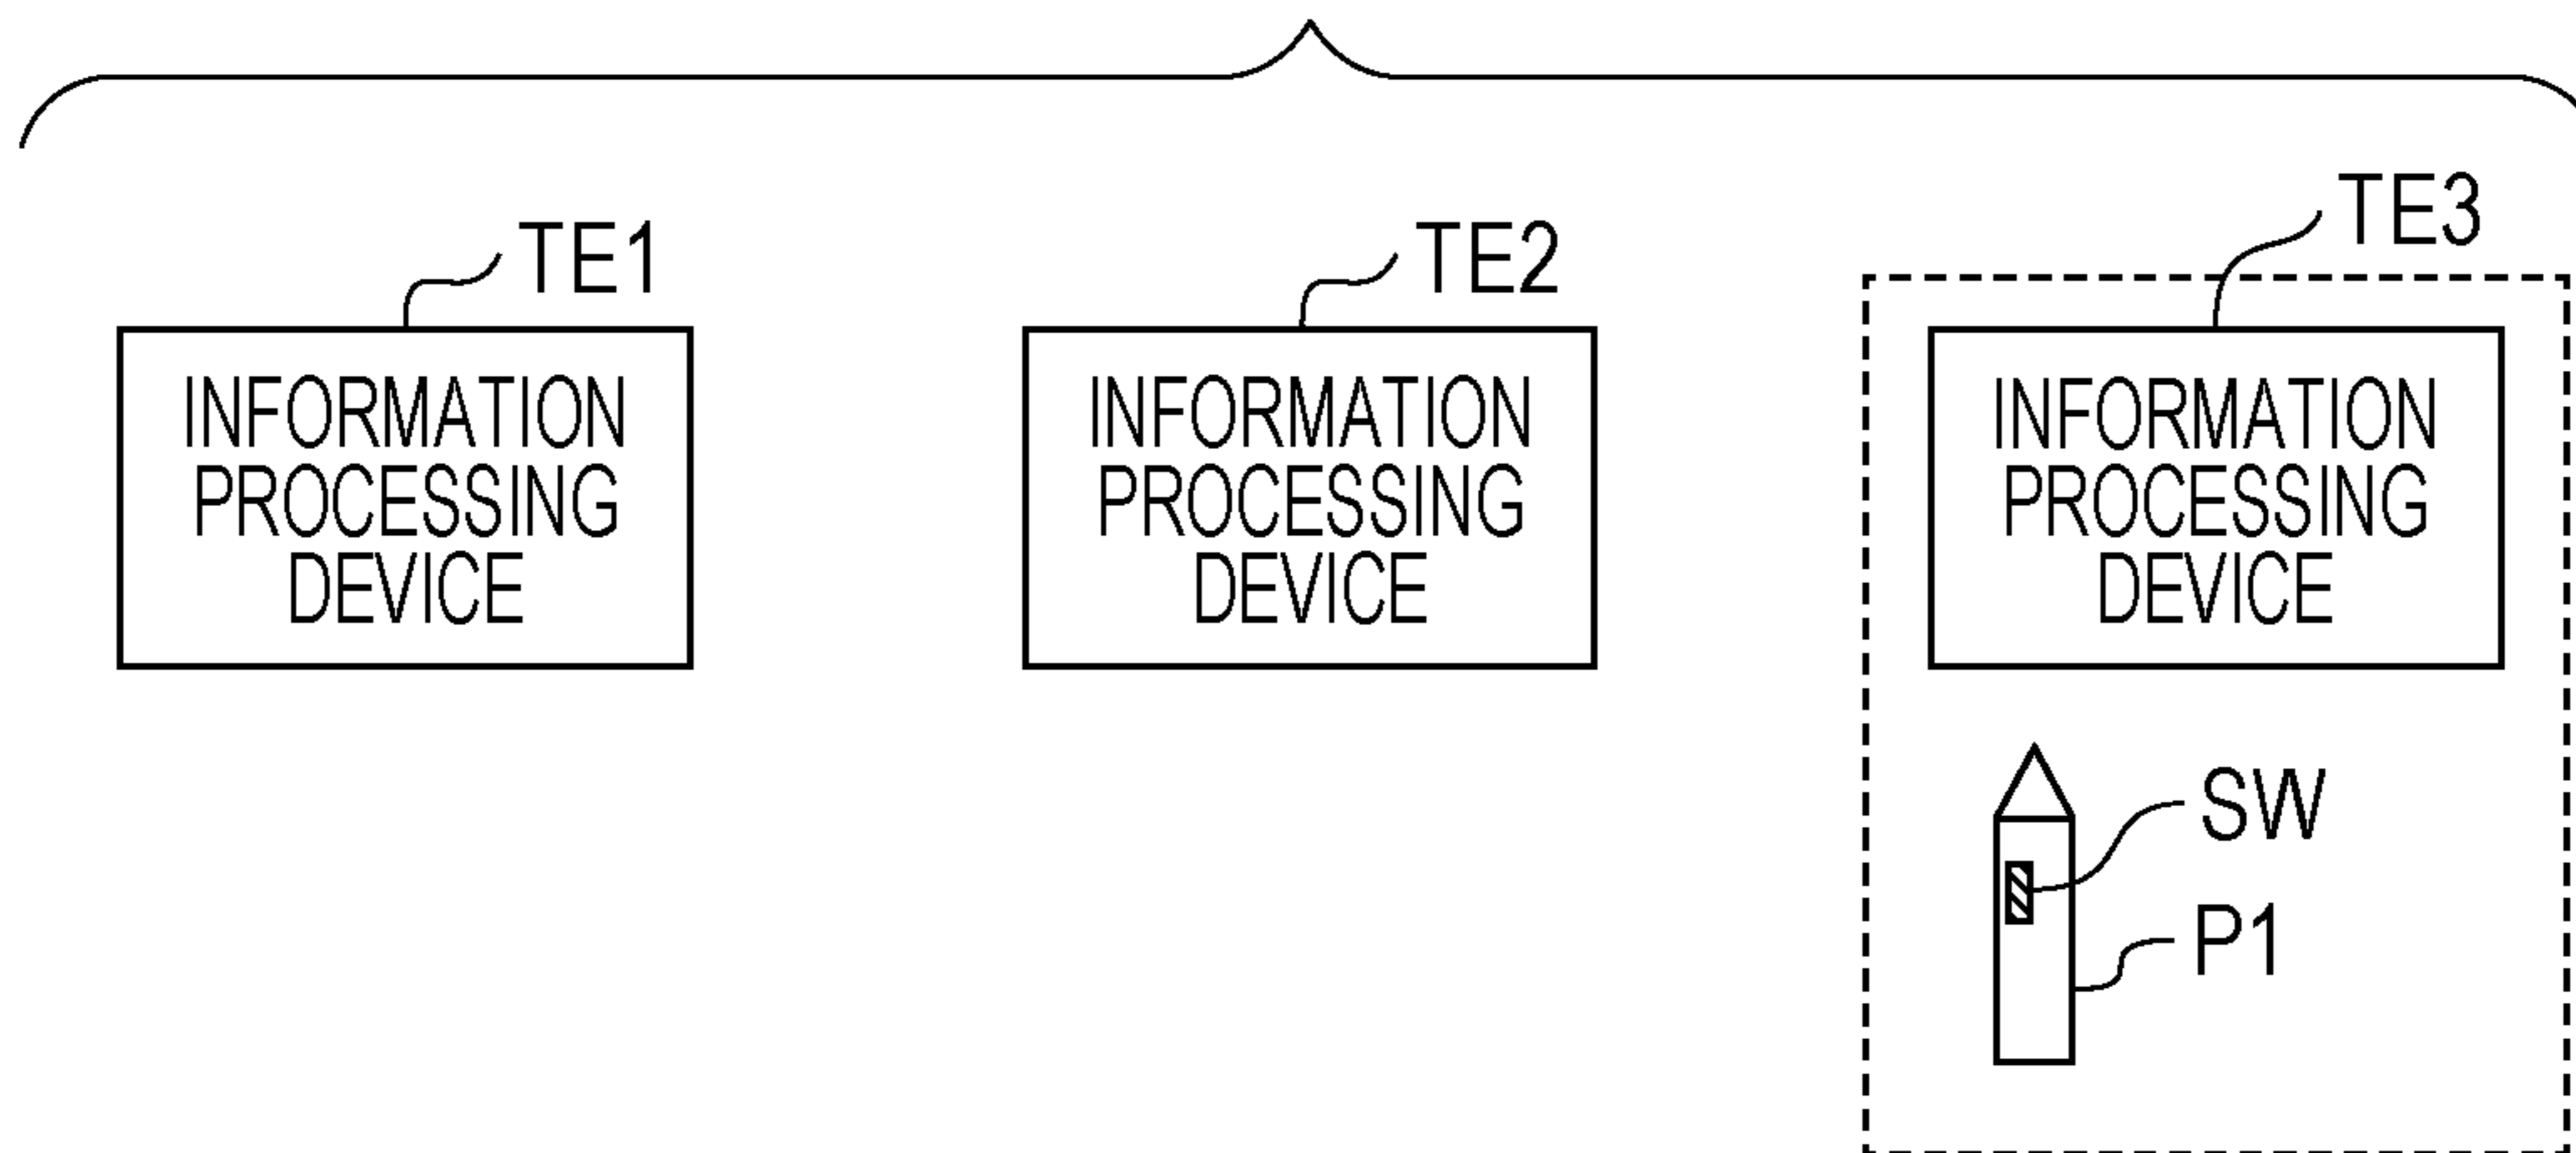 TE1
INFORMATION
PROCESSING
DEVICE
TE2
INFORMATION
PROCESSING
DEVICE
TE3
INFORMATION
PROCESSING
DEVICE
SW
P1